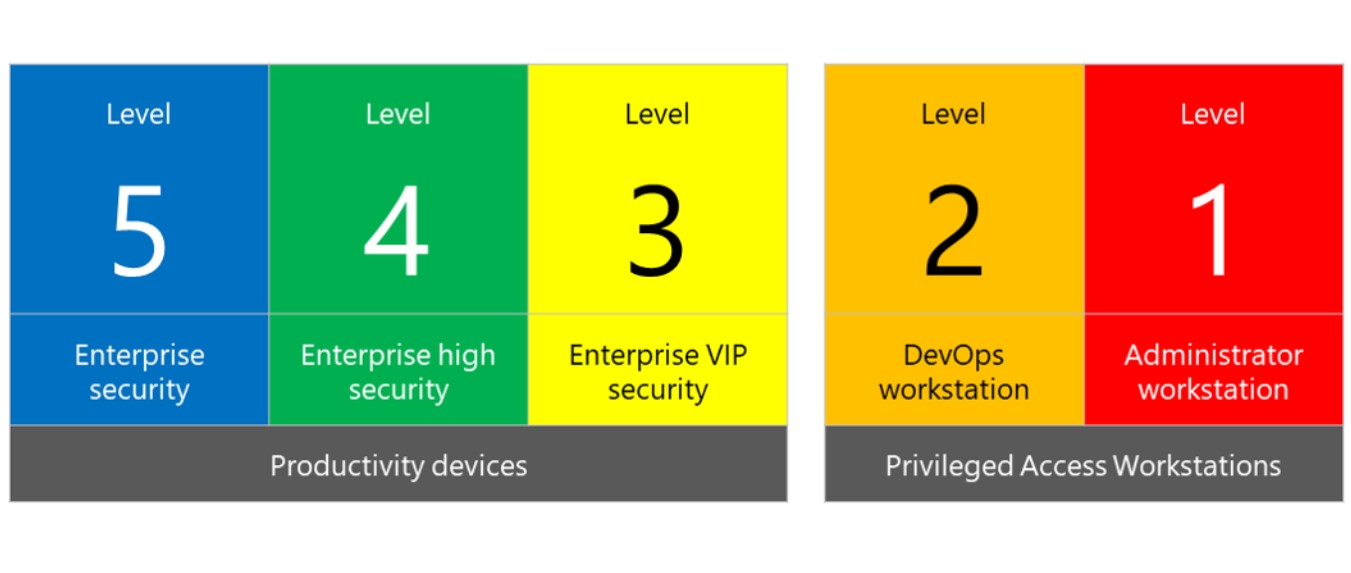 Level
5
Enterprise
security
Level
4
Enterprise high
security
Level
3
Enterprise VIP
security
Productivity devices
Level
2
DevOps
workstation
Level
1
Administrator
workstation
Privileged Access Workstations